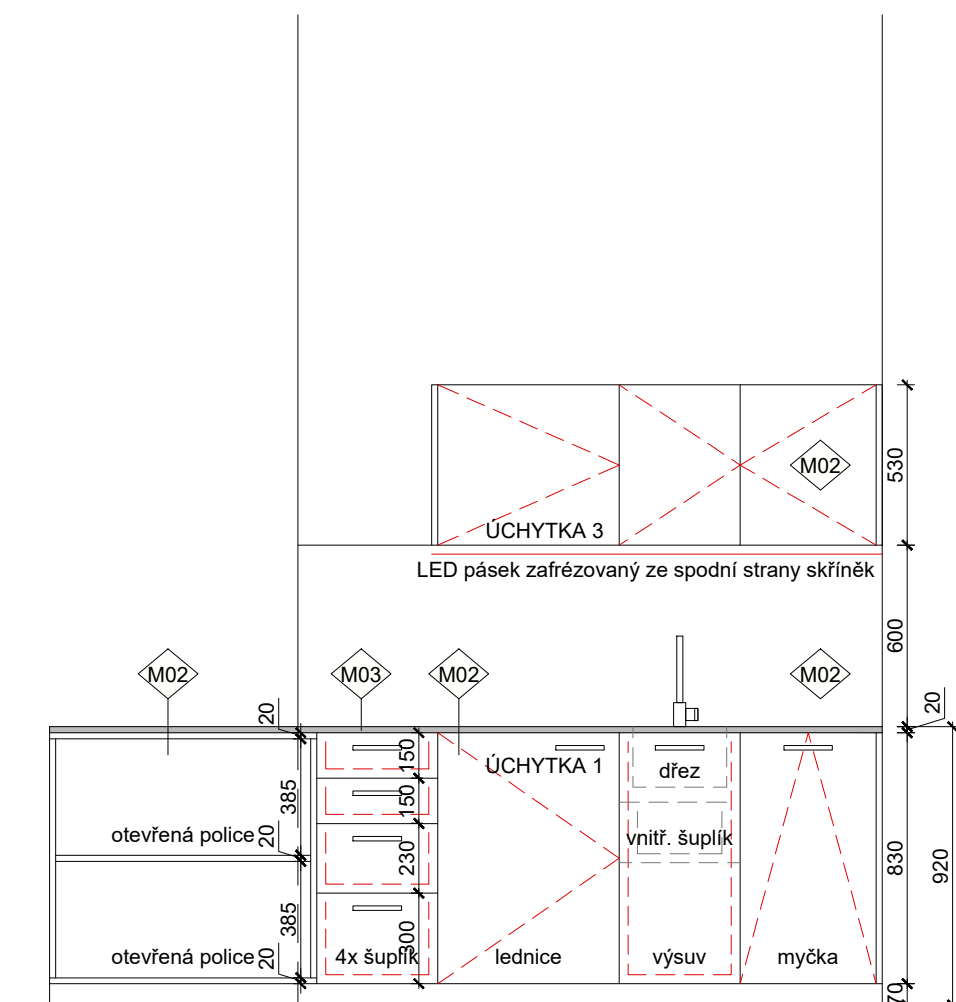 530
M02
ÚCHYTKA 3
LED pásek zafrézovaný ze spodní strany skříněk
600
M02
M03
M02
M02
20
20
150
ÚCHYTKA 1
dřez
385
150
otevřená police
20
vnitř. šuplík
230
830
920
385
300
otevřená police
20
4x šuplík
lednice
výsuv
myčka
70